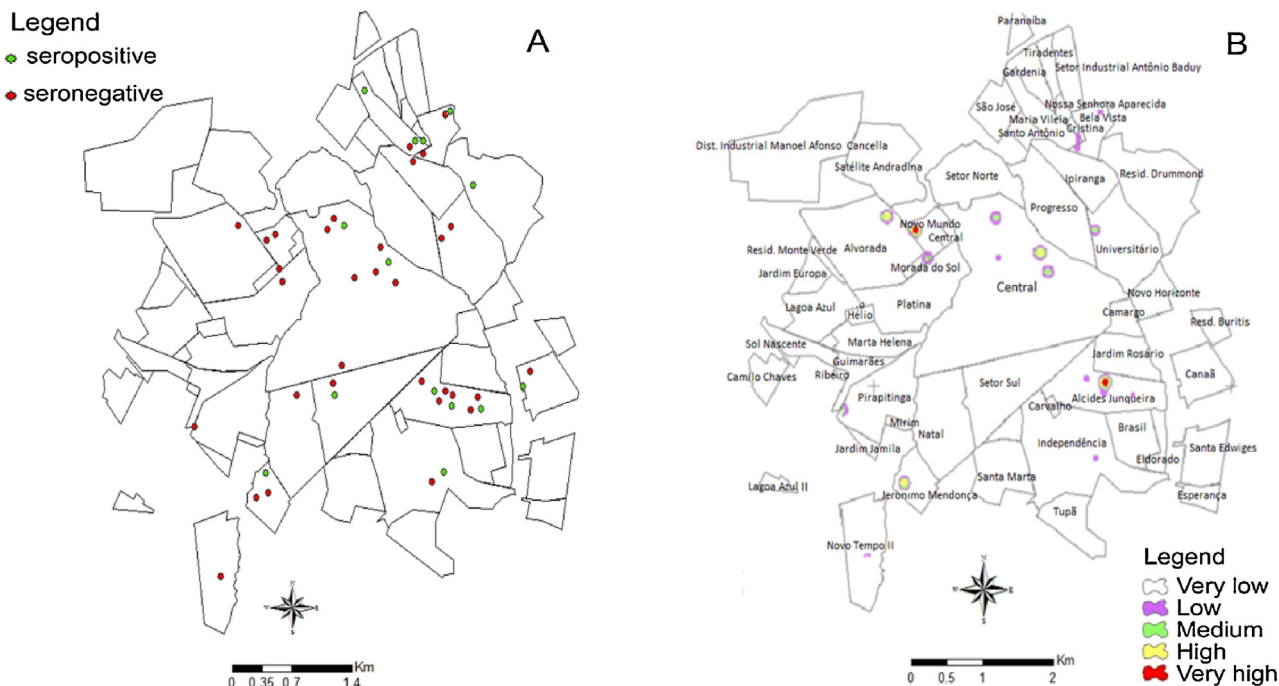 Legend
seropositive
seronegative
A
N
W
E
S
Km
0 0.35 0.7 1.4
B
Paranaíba
Tiradentes
Gardenia
Setor Industrial Antônio Baduy
São José
Nossa Senhora Aparecida
Maria Vilela
Bela Vista
Santo Antônio
Cristina
Dist. Industrial Manoel Afonso Cancella
Satélite Andradina
Setor Norte
Ipiranga
Resid. Drummond
Progresso
Novo Mundo
Central
Resid. Monte Verde
Alvorada
Universitário
Morada do Sol
Jardim Europa
Central
Novo Horizonte
Lagoa Azul
Platina
Hélio
Camargo
Resd. Buritis
Sol Nascente
Marta Helena
Guimarães
Jardim Rosário
Camilo Chaves
Ribeiro
Setor Sul
Canaã
Pirapitinga
Alcides Junqueira
Carvalho
Mirim
Brasil
Natal
Independência
Jardim Jamila
Santa Edwiges
Eldorado
Santa Marta
Lagoa Azul II
Jerônimo Mendonça
Esperança
Tupã
Novo Tempo II
Legend
Very low
Low
Medium
High
Very high
Km
0 0.5 1 2